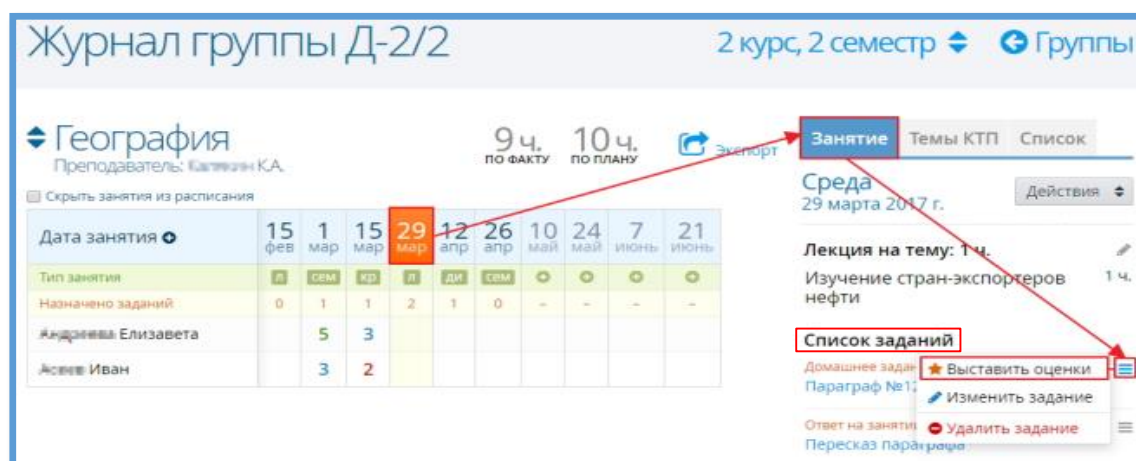 Журнал группы Д-2/2
2 курс, 2 семестр
Группы
География
Преподаватель: К.А.
9 ч.
ПО ФАКТУ
10 ч.
ПО ПЛАНУ
Экспорт
Скрыть занятия из расписания
Дата занятия 15 фев 1 мар 15 мар 29 мар 12 апр 26 апр 10 май 24 май 7 июнь 21 июнь
Тип занятия Л СЕМ КР Л ДИ СЕМ
Назначено заданий 0 1 1 2 1 0 - - - -
Елизавета 5 3
Иван 3 2
Занятие Темы КТП Список
Среда
29 марта 2017 г.
Действия
Лекция на тему: 1 ч.
Изучение стран-экспортеров 1 ч.
нефти
Список заданий
Домашнее
Параграф
Выставить оценки
Изменить задание
Удалить задание
Ответ на
Пересказ параграфа